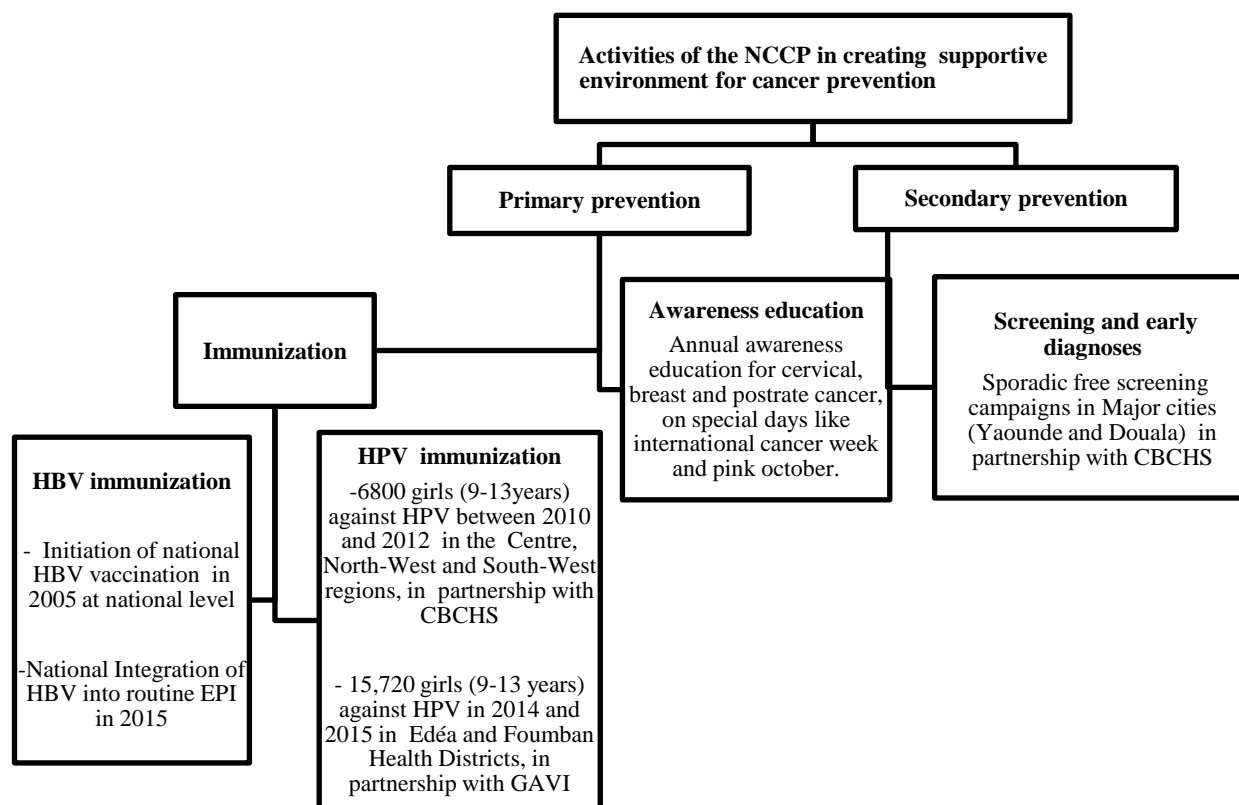 Activities of the NCCP in creating supportive
environment for cancer prevention
Primary prevention
Secondary prevention
Immunization
Awareness education
Annual awareness
education for cervical,
breast and postrate cancer,
on special days like
international cancer week
and pink october.
Screening and early
diagnoses
Sporadic free screening
campaigns in Major cities
(Yaounde and Douala) in
partnership with CBCHS
HBV immunization
- Initiation of national
HBV vaccination in
2005 at national level
-National Integration of
HBV into routine EPI
in 2015
HPV immunization
-6800 girls (9-13years)
against HPV between 2010
and 2012 in the Centre,
North-West and South-West
regions, in partnership with
CBCHS
- 15,720 girls (9-13 years)
against HPV in 2014 and
2015 in Edéa and Foumban
Health Districts, in
partnership with GAVI